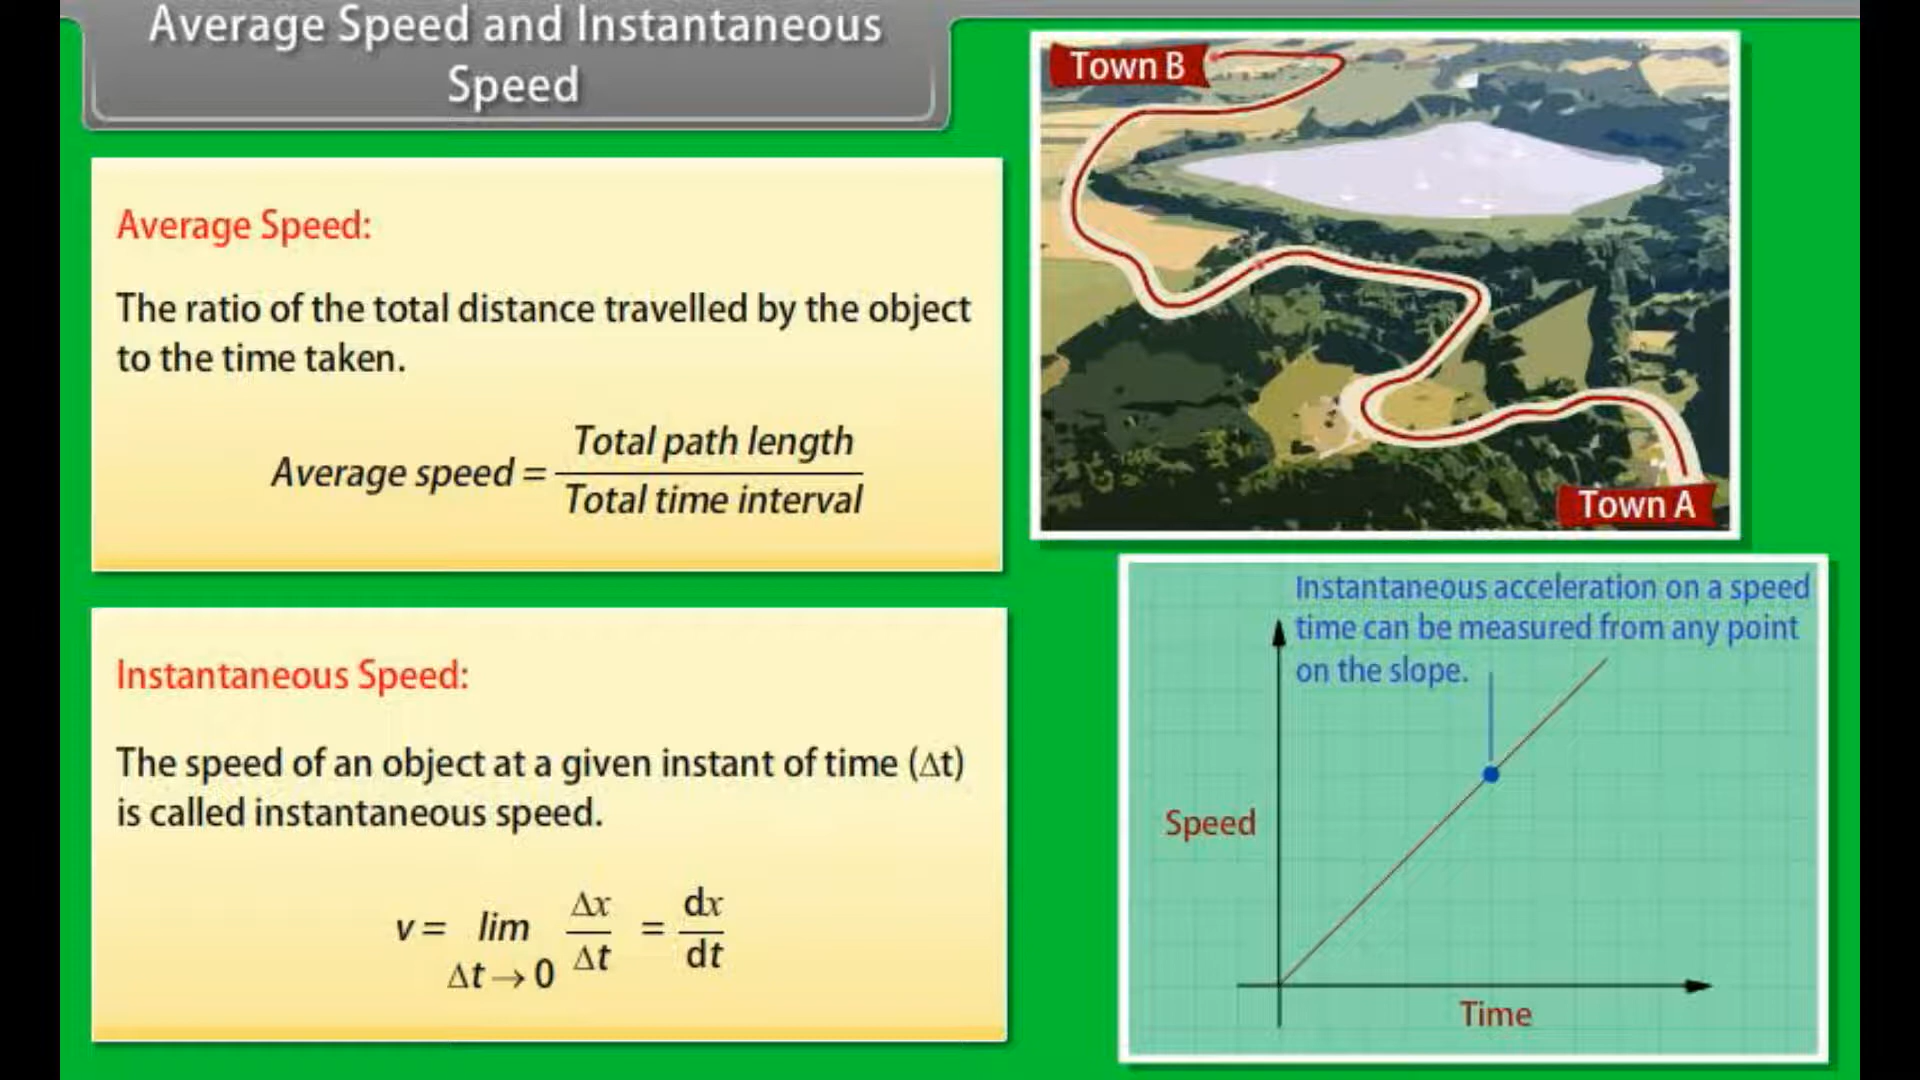 Average Speed and Instantaneous
Speed
Town B
Town A
Average Speed:
The ratio of the total distance travelled by the object
to the time taken.
Average speed = Total path length
Total time interval
Instantaneous Speed:
The speed of an object at a given instant of time (Δt)
is called instantaneous speed.
v = lim Δx/Δt = dx/dt
Δt → 0
Instantaneous acceleration on a speed
time can be measured from any point
on the slope.
Speed
Time